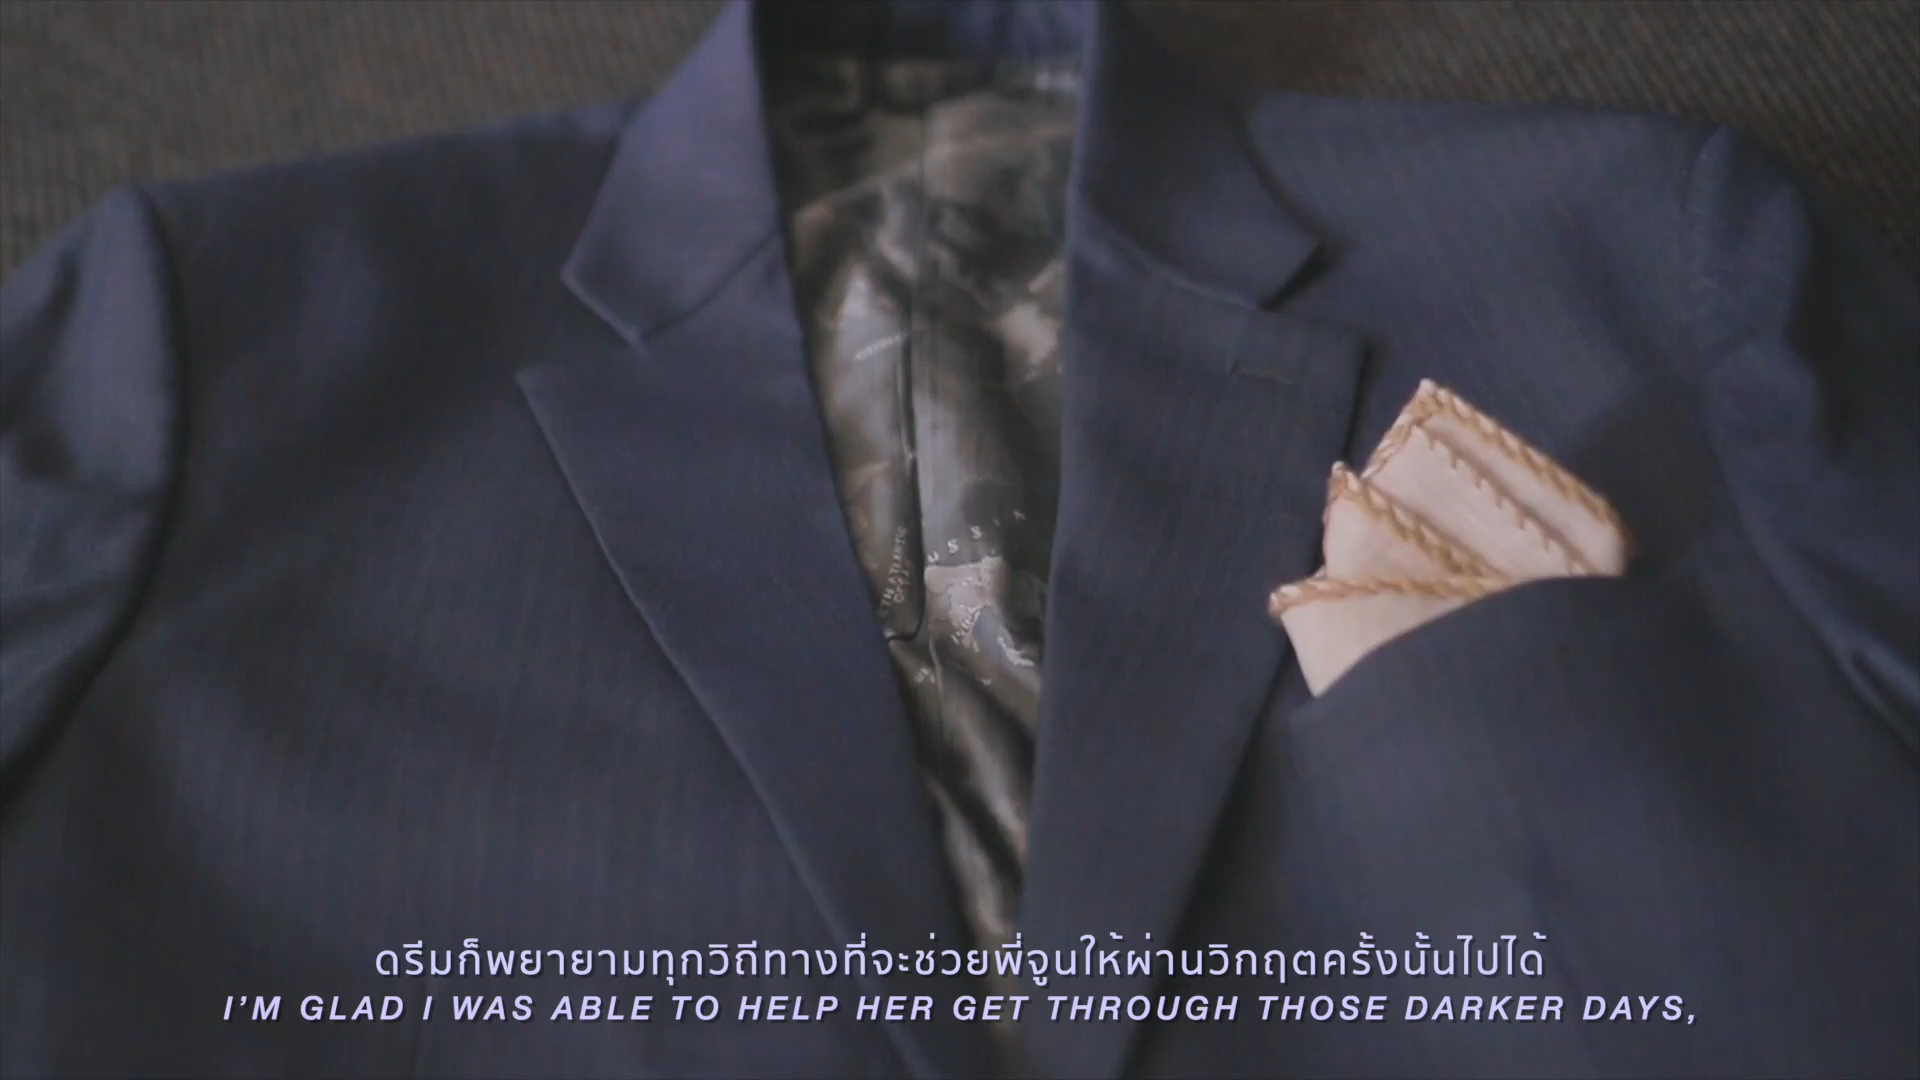 USSIA
ดรีมก็พยายามทุกวิถีทางที่จะช่วยพี่จูนให้ผ่านวิกฤตครั้งนั้นไปได้
I'M GLAD I WAS ABLE TO HELP HER GET THROUGH THOSE DARKER DAYS,